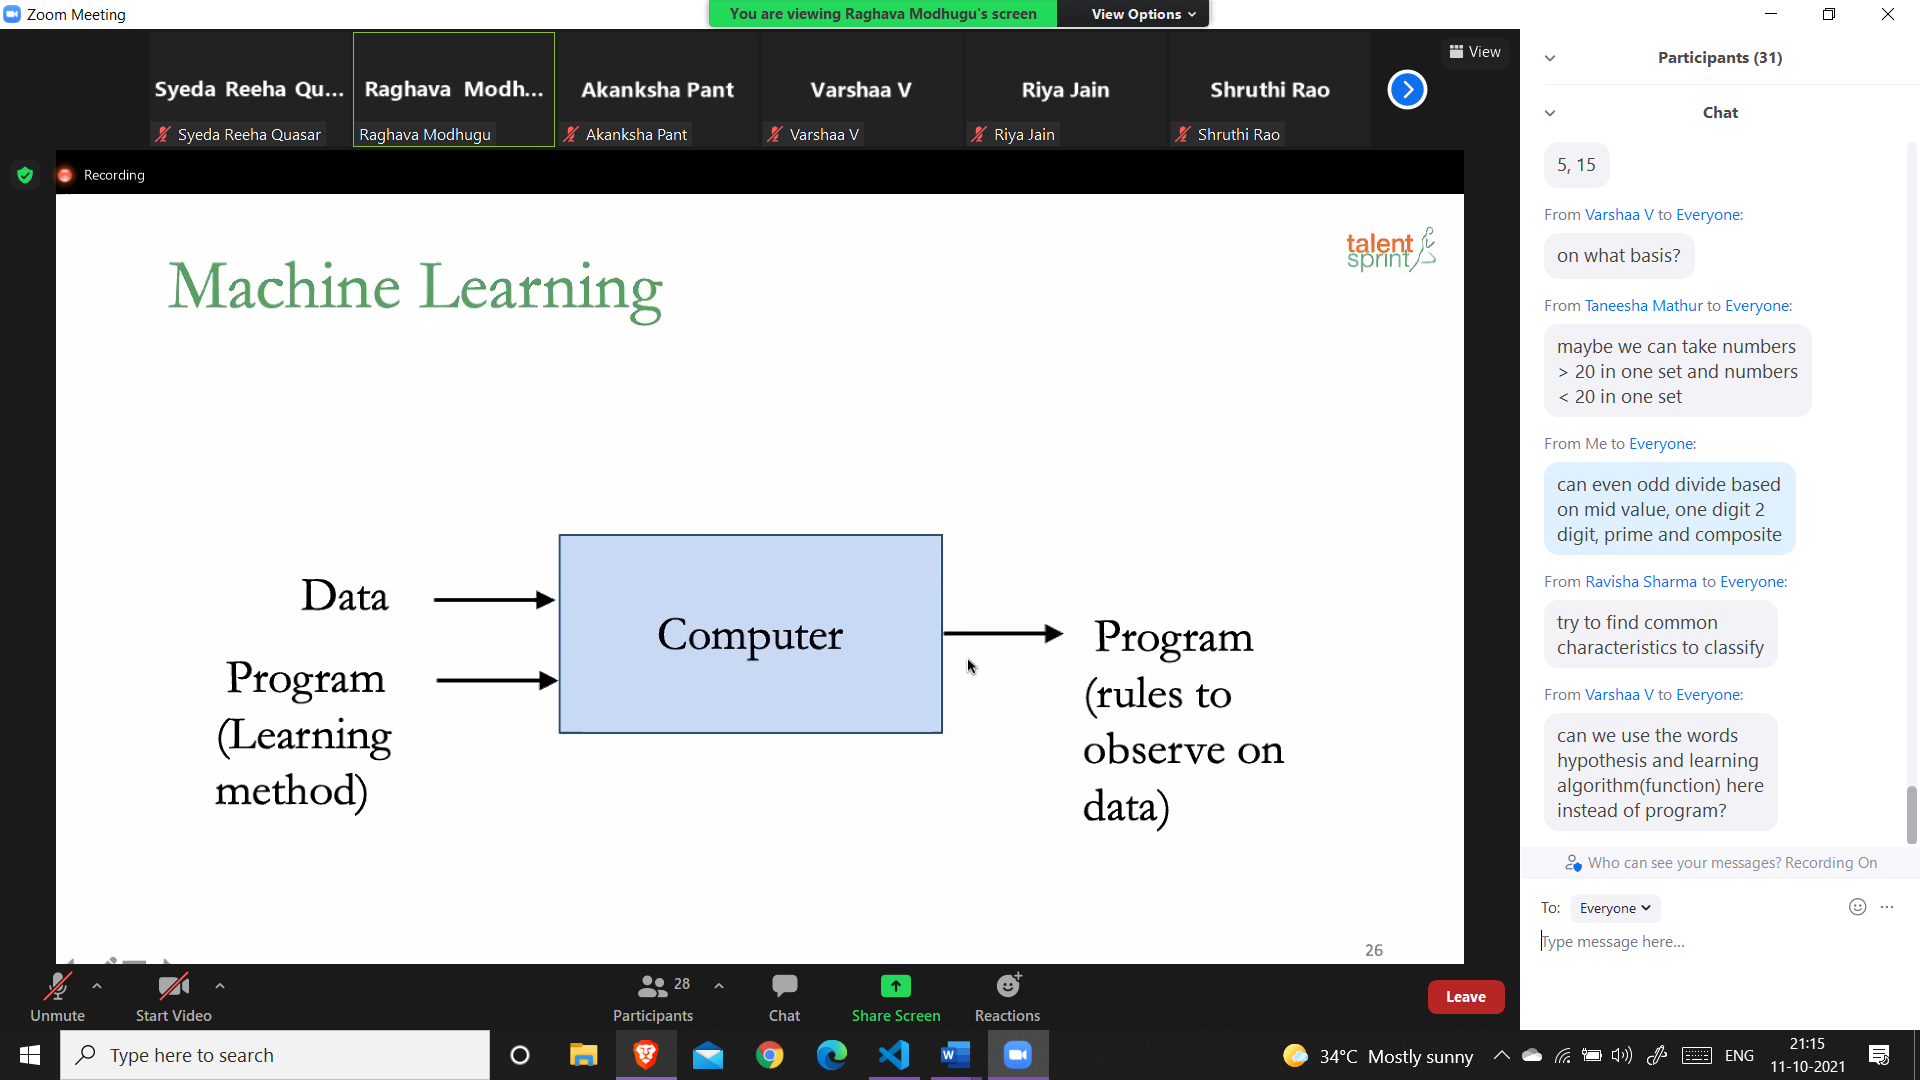 Zoom Meeting
You are viewing Raghava Modhugu's screen
View Options
View
Syeda Reeha Qu...
Raghava Modh...
Akanksha Pant
Varshaa V
Riya Jain
Shruthi Rao
Syeda Reeha Quasar
Raghava Modhugu
Akanksha Pant
Varshaa V
Riya Jain
Shruthi Rao
Recording
talent
sprint
Machine Learning
Data
Program
(Learning
method)
Computer
Program
(rules to
observe on
data)
26
Participants (31)
Chat
5, 15
From Varshaa V to Everyone:
on what basis?
From Taneesha Mathur to Everyone:
maybe we can take numbers
> 20 in one set and numbers
< 20 in one set
From Me to Everyone:
can even odd divide based
on mid value, one digit 2
digit, prime and composite
From Ravisha Sharma to Everyone:
try to find common
characteristics to classify
From Varshaa V to Everyone:
can we use the words
hypothesis and learning
algorithm(function) here
instead of program?
Who can see your messages? Recording On
To: Everyone
Type message here...
Unmute
Start Video
28
Participants
Chat
Share Screen
Reactions
Leave
Type here to search
34°C Mostly sunny
ENG
21:15
11-10-2021